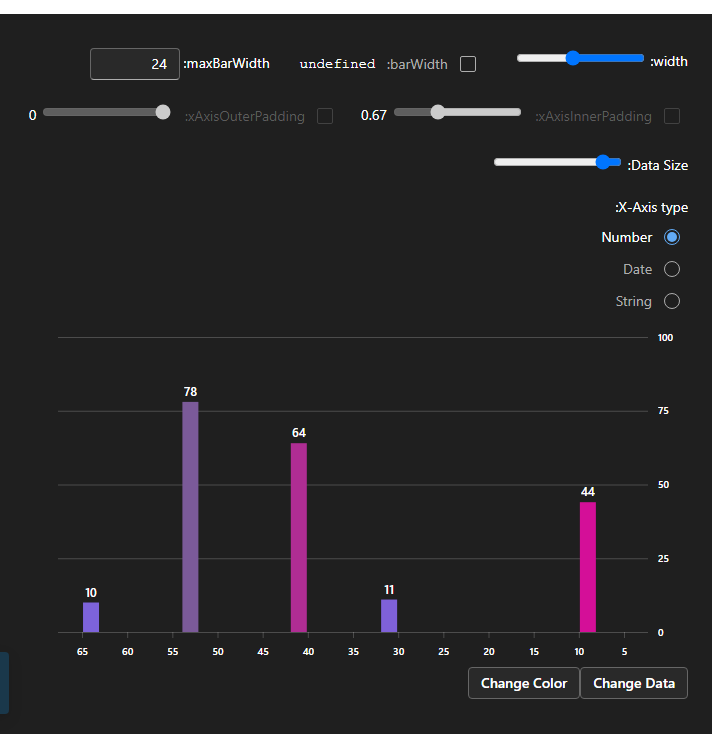 width:
barWidth: undefined
maxBarWidth: 24
xAxisInnerPadding: 0.67
xAxisOuterPadding: 0
Data Size:
X-Axis type:
Number
Date
String
100
75
50
25
0
78
64
44
10
11
65 60 55 50 45 40 35 30 25 20 15 10 5
Change Color Change Data